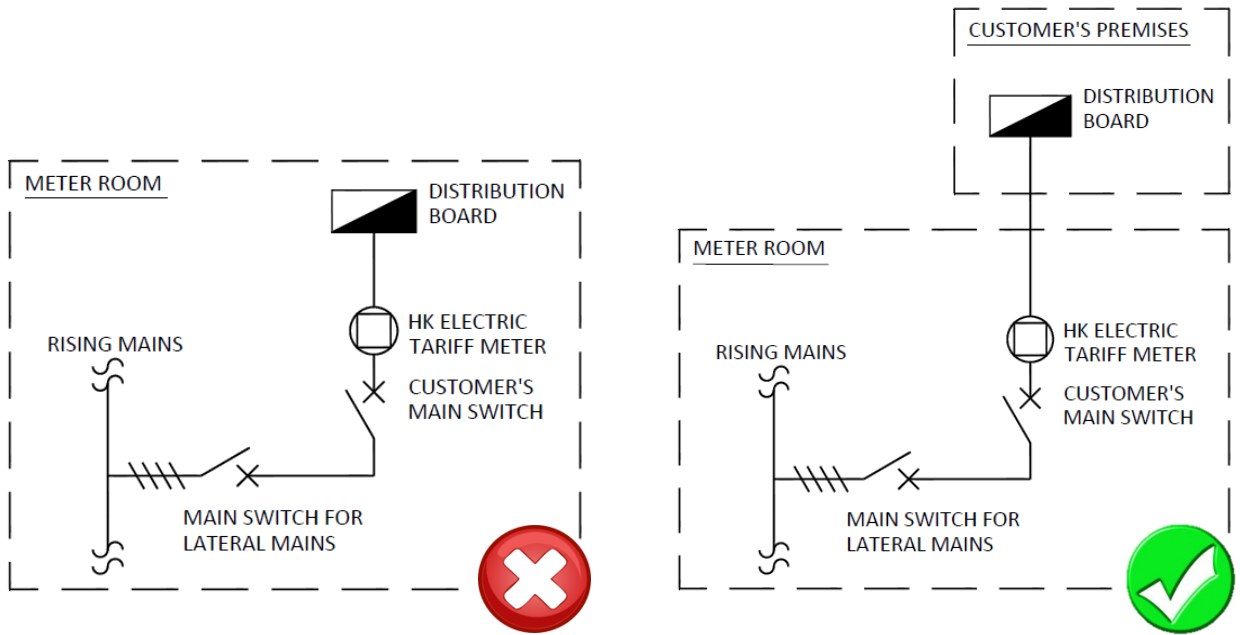 METER ROOM
DISTRIBUTION
BOARD
HK ELECTRIC
TARIFF METER
RISING MAINS
CUSTOMER'S
MAIN SWITCH
MAIN SWITCH FOR
LATERAL MAINS
CUSTOMER'S PREMISES
DISTRIBUTION
BOARD
METER ROOM
HK ELECTRIC
TARIFF METER
RISING MAINS
CUSTOMER'S
MAIN SWITCH
MAIN SWITCH FOR
LATERAL MAINS